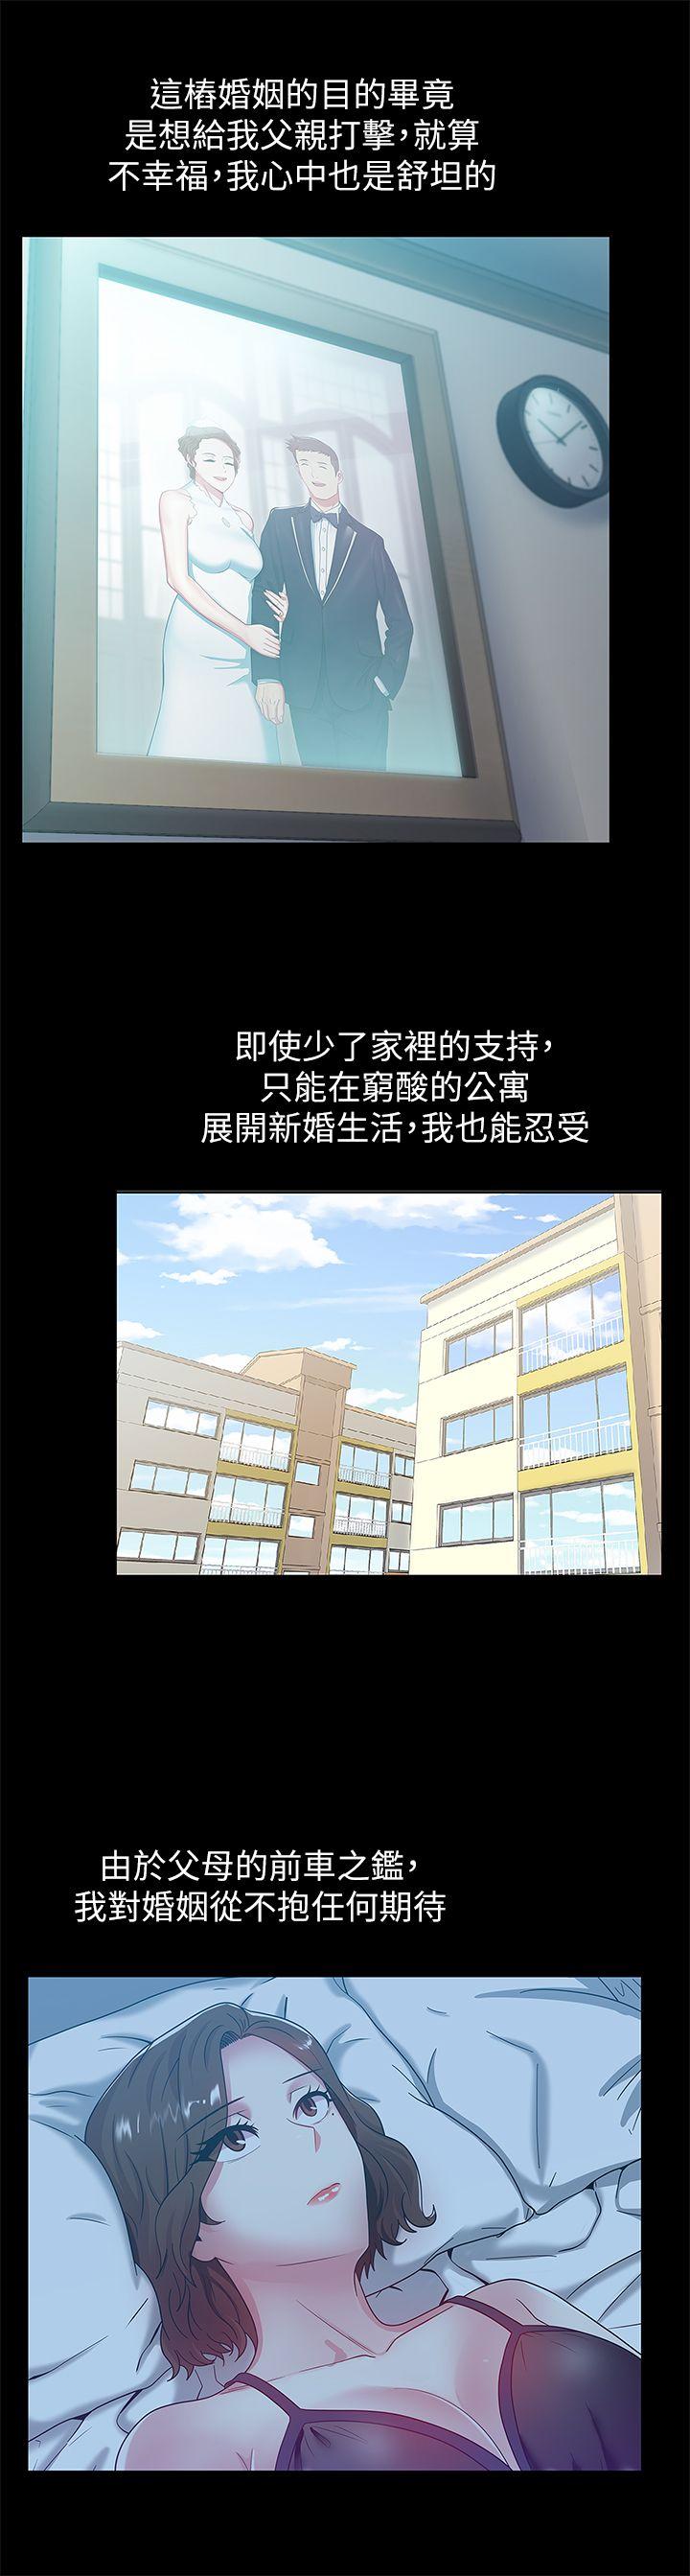 這樁婚姻的目的畢竟
是想給我父親打擊，就算
不幸福，我心中也是舒坦的
即使少了家裡的支持，
只能在窮酸的公寓
展開新婚生活，我也能忍受
由於父母的前車之鑑，
我對婚姻從不抱任何期待